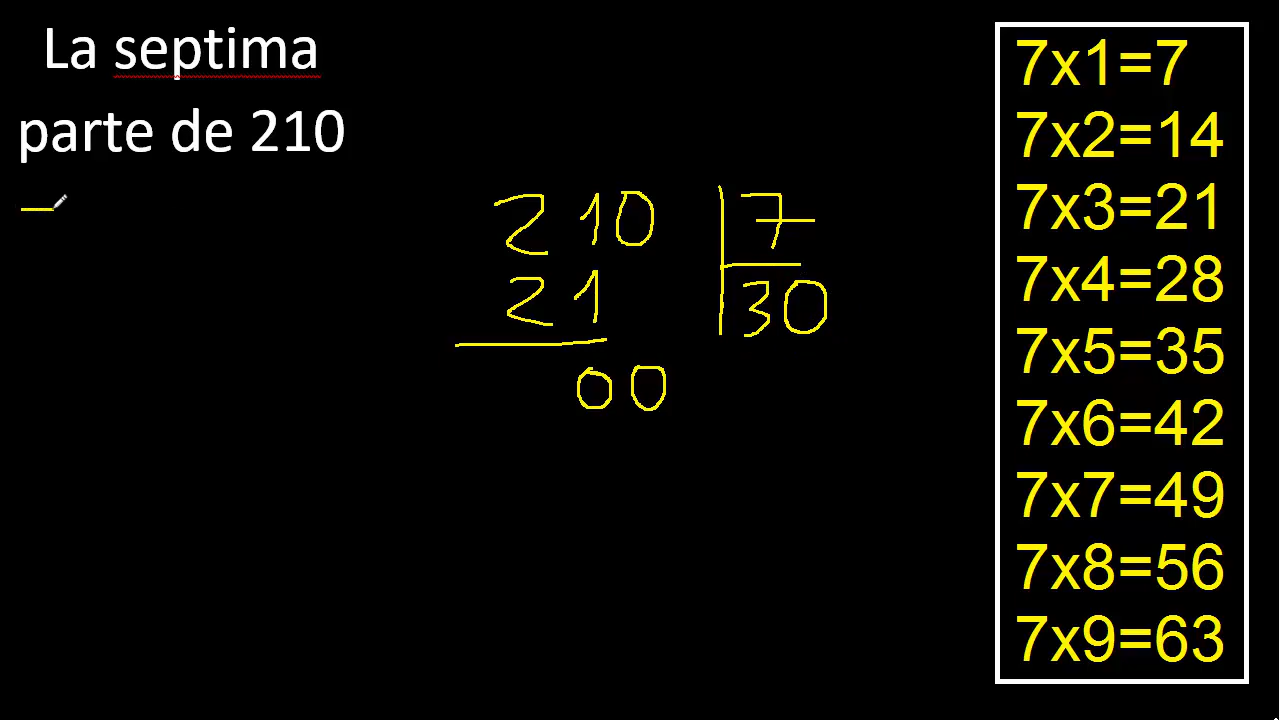 La septima
parte de 210
210 7
21 30
00
7x1=7
7x2=14
7x3=21
7x4=28
7x5=35
7x6=42
7x7=49
7x8=56
7x9=63